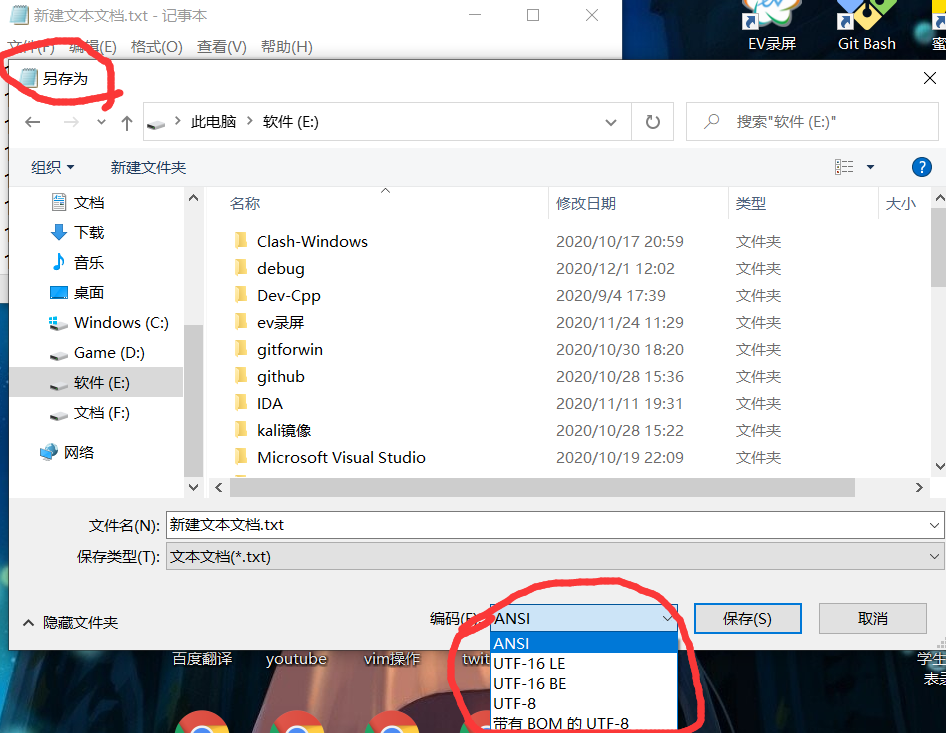 新建文本文档.txt - 记事本
EV录屏
Git Bash
文件(F) 编辑(E) 格式(O) 查看(V) 帮助(H)
另存为
此电脑 软件 (E:)
搜索"软件 (E:)"
组织 新建文件夹
名称 修改日期 类型 大小
文档
下载
音乐
桌面
Windows (C:)
Game (D:)
软件 (E:)
文档 (F:)
网络
Clash-Windows 2020/10/17 20:59 文件夹
debug 2020/12/1 12:02 文件夹
Dev-Cpp 2020/9/4 17:39 文件夹
ev录屏 2020/11/24 11:29 文件夹
gitforwin 2020/10/30 18:20 文件夹
github 2020/10/28 15:36 文件夹
IDA 2020/11/11 19:31 文件夹
kali镜像 2020/10/28 15:22 文件夹
Microsoft Visual Studio 2020/10/19 22:09 文件夹
文件名(N): 新建文本文档.txt
保存类型(T): 文本文档(*.txt)
隐藏文件夹
编码(E): ANSI
保存(S) 取消
ANSI
UTF-16 LE
UTF-16 BE
UTF-8
带有 BOM 的 UTF-8
百度翻译 youtube vim操作 twit
学生